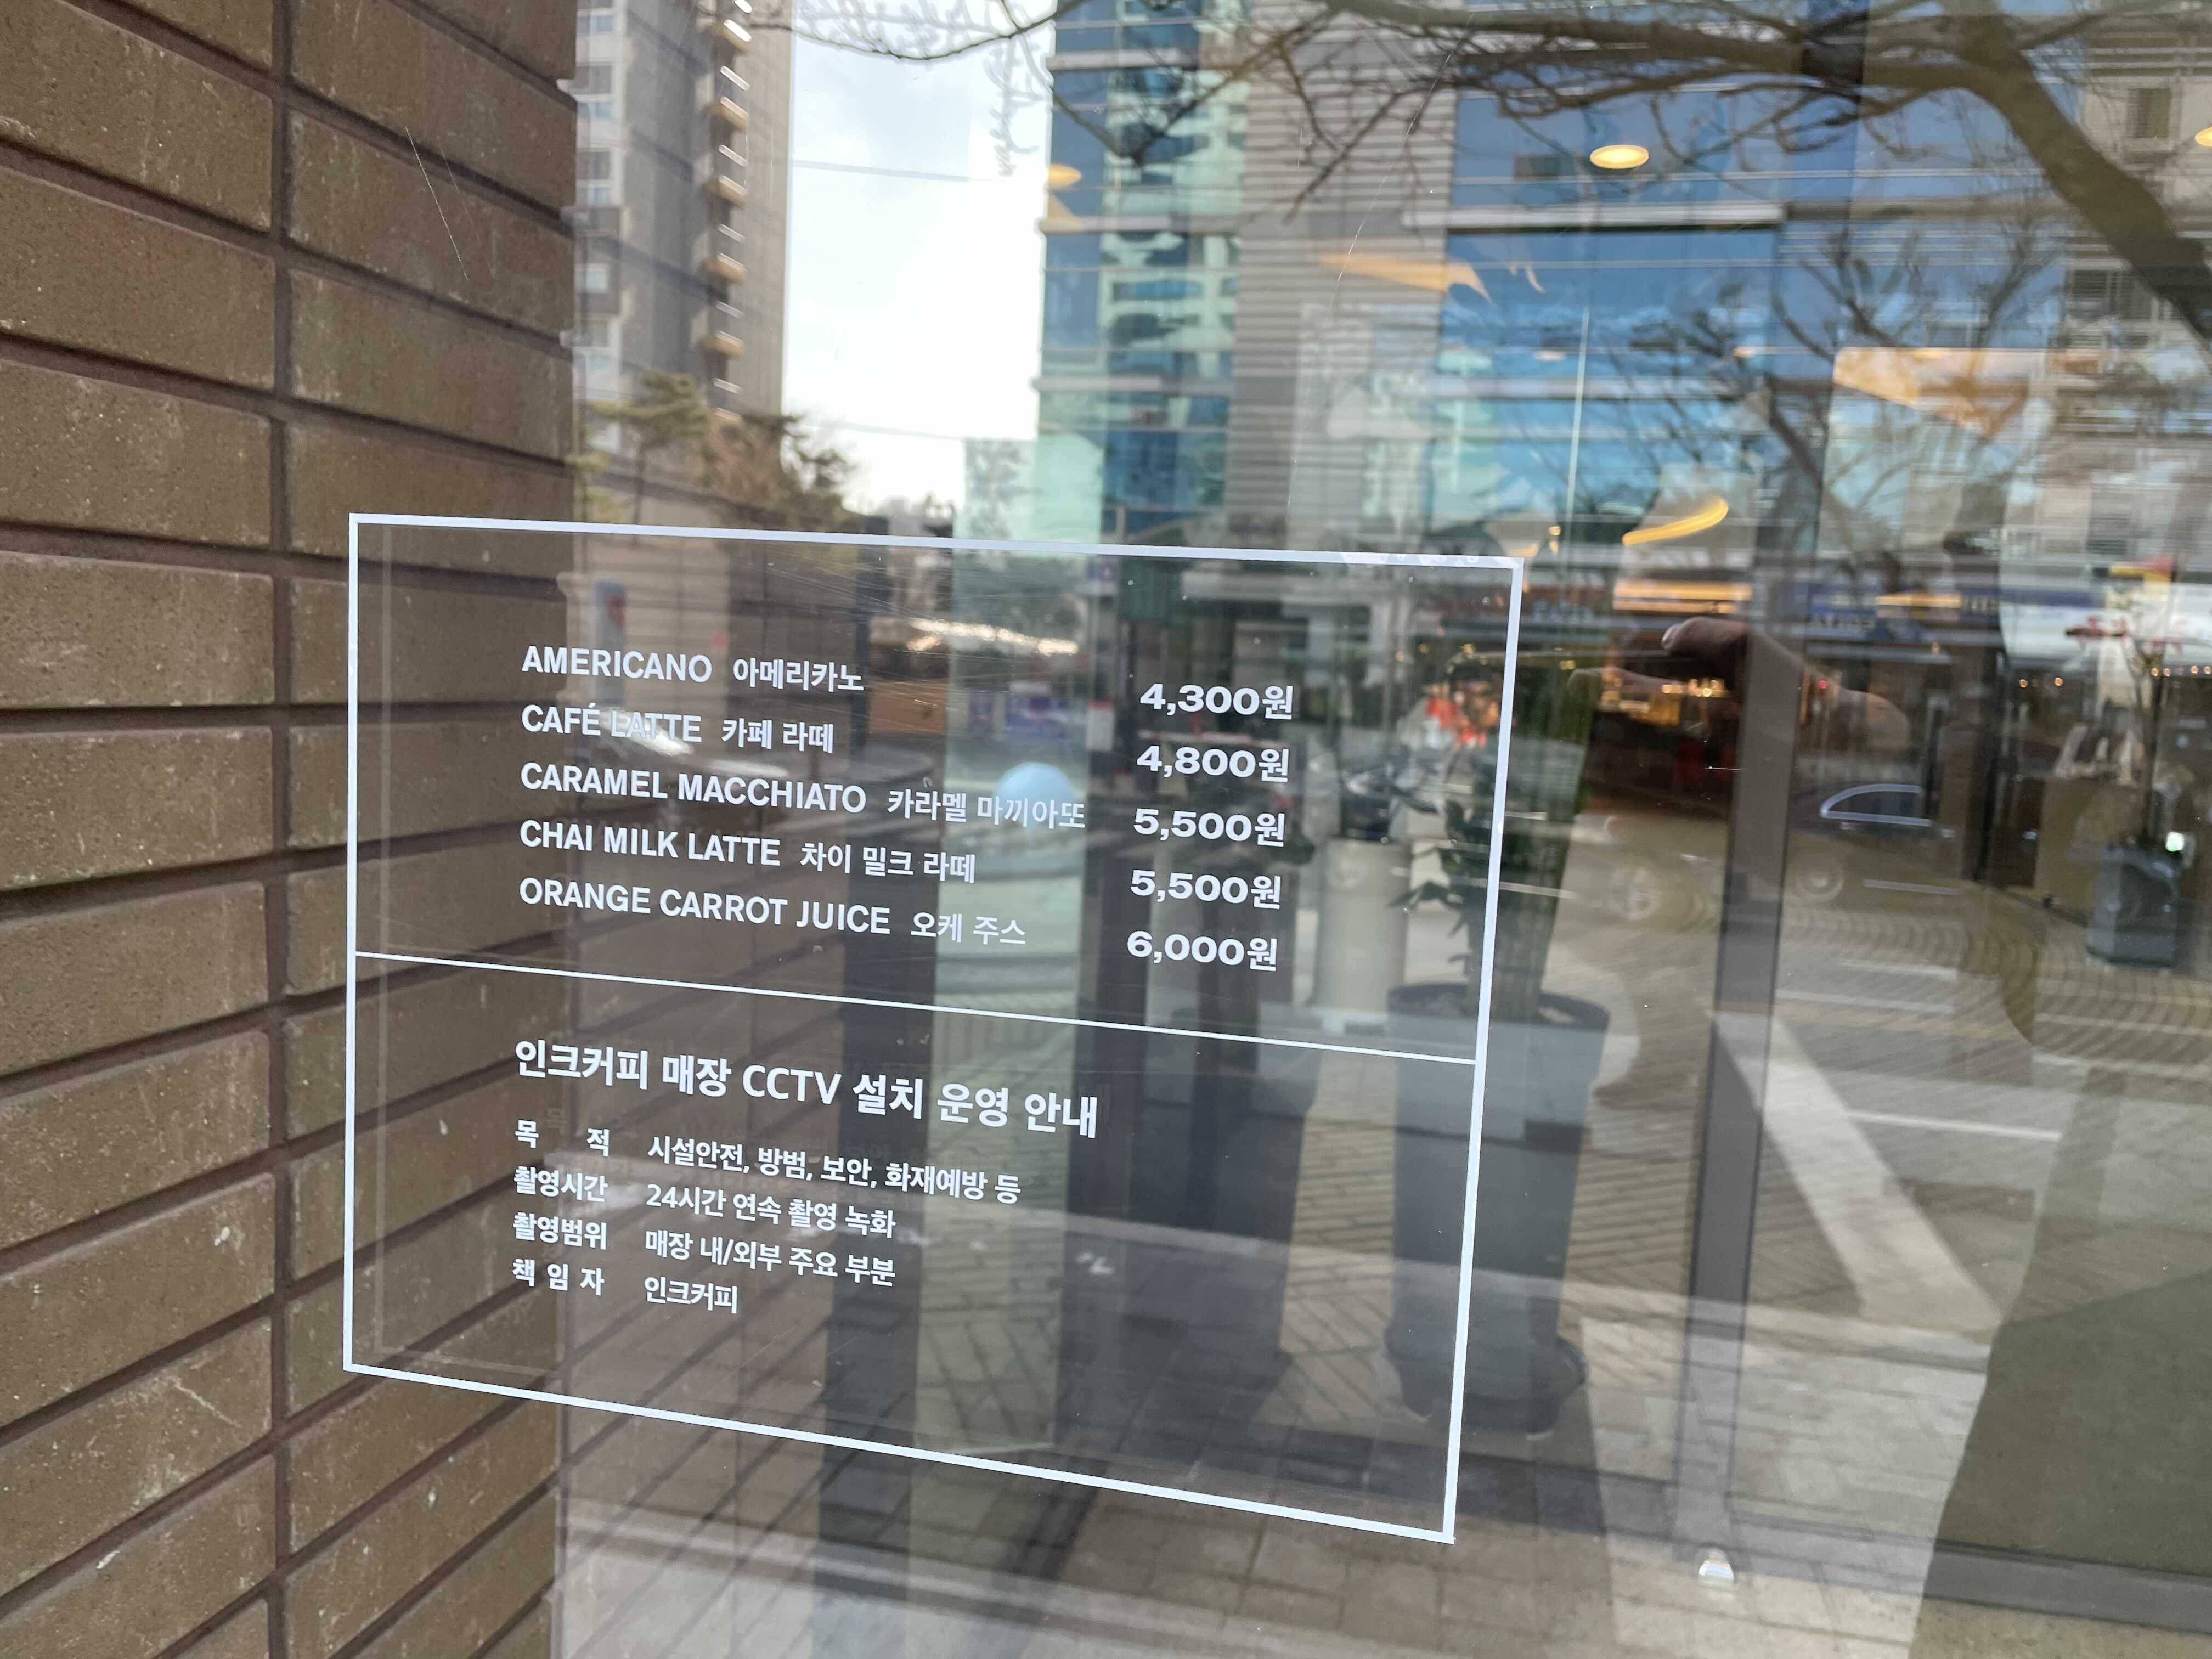 AMERICANO 아메리카노 4,300원
CAFÉ LATTE 카페 라떼 4,800원
CARAMEL MACCHIATO 카라멜 마끼아또 5,500원
CHAI MILK LATTE 차이 밀크 라떼 5,500원
ORANGE CARROT JUICE 오케 주스 6,000원
인크커피 매장 CCTV 설치 운영 안내
목 적 시설안전, 방범, 보안, 화재예방 등
촬영시간 24시간 연속 촬영 녹화
촬영범위 매장 내/외부 주요 부분
책 임 자 인크커피